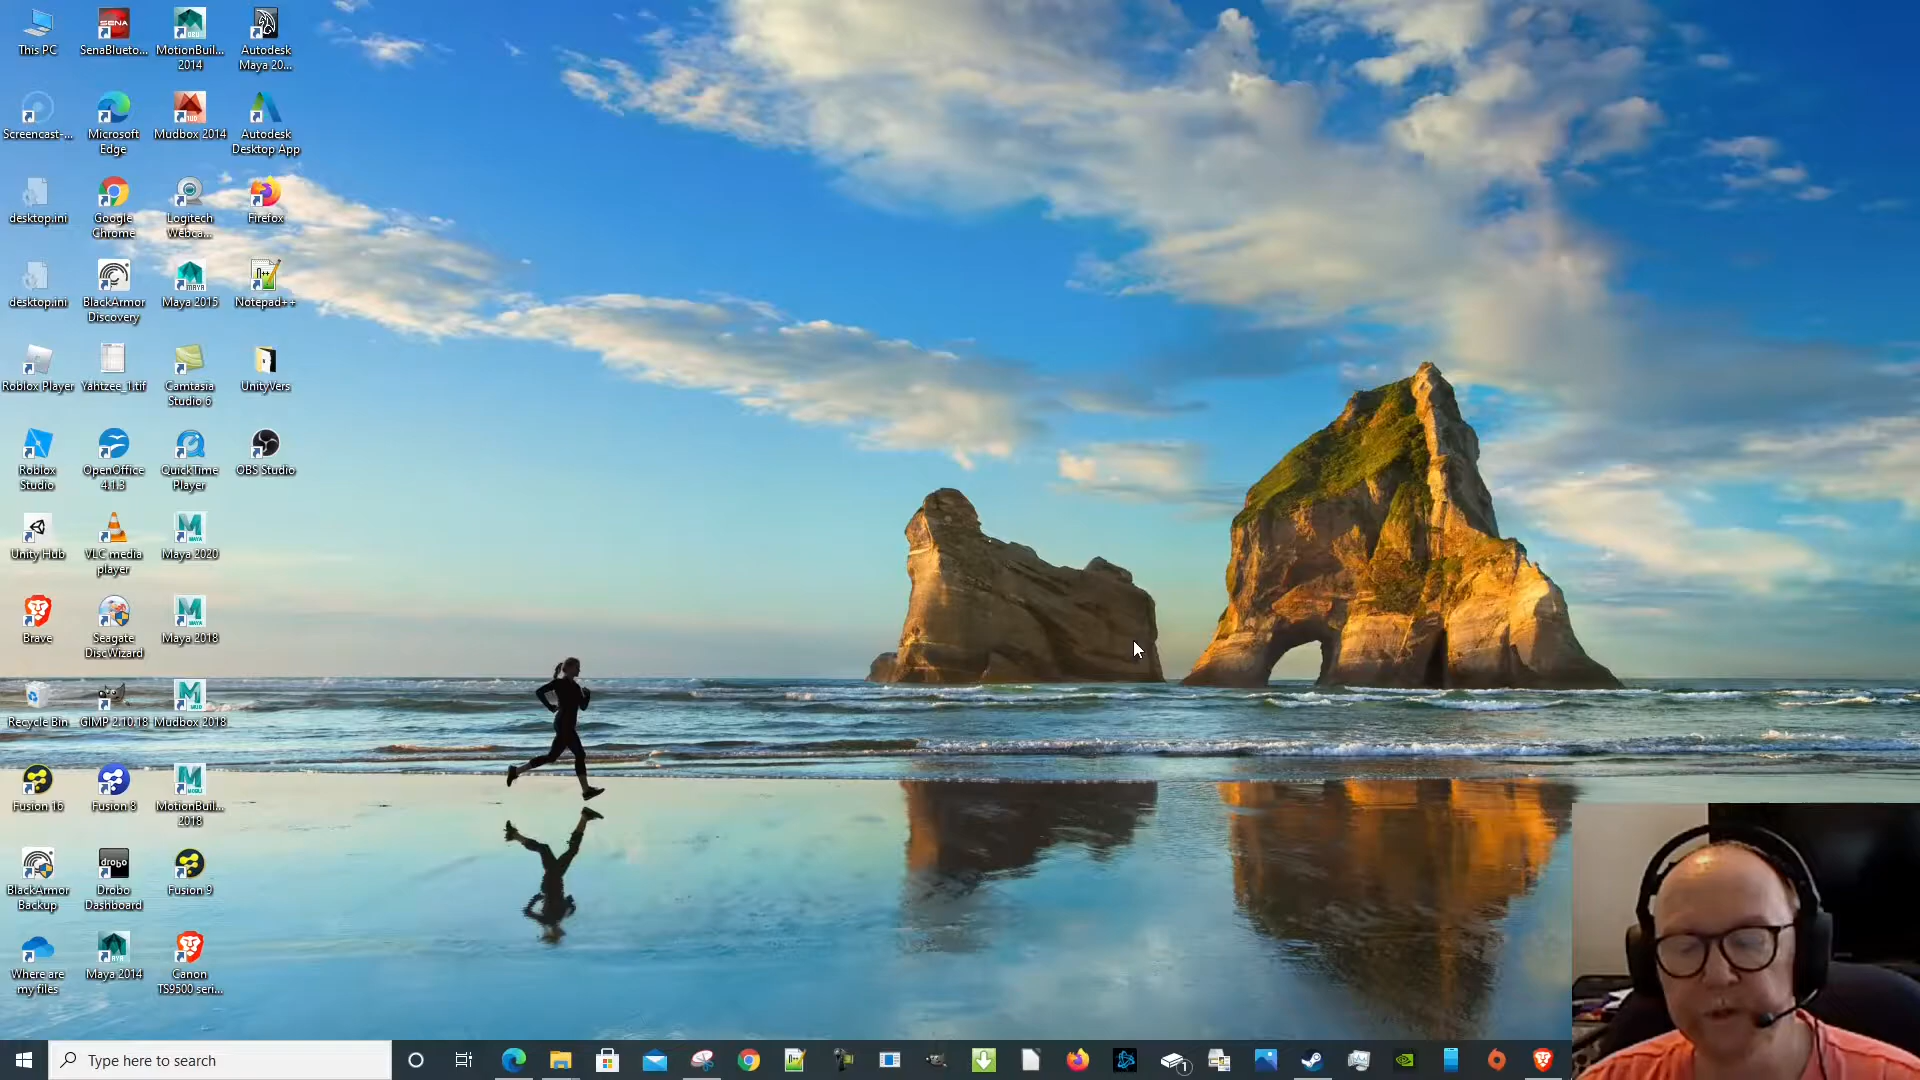 This PC
SenaBlueto...
MotionBuil...
2014
Autodesk
Maya 20...
Screencast-...
Microsoft
Edge
Mudbox 2014
Autodesk
Desktop App
desktop.ini
Google
Chrome
Logitech
Webca...
Firefox
desktop.ini
BlackArmor
Discovery
Maya 2015
Notepad++
Roblox Player
Yahtzee_1.tif
Camtasia
Studio 6
UnityVers
Roblox
Studio
OpenOffice
4.1.3
QuickTime
Player
OBS Studio
Unity Hub
VLC media
player
Maya 2020
Brave
Seagate
DiscWizard
Maya 2018
Recycle Bin
GIMP 2.10.18
Mudbox 2018
Fusion 16
Fusion 8
MotionBuil...
2018
BlackArmor
Backup
drobo
Drobo
Dashboard
Fusion 9
Where are
my files
Maya 2014
Canon
TS9500 seri...
Type here to search
1